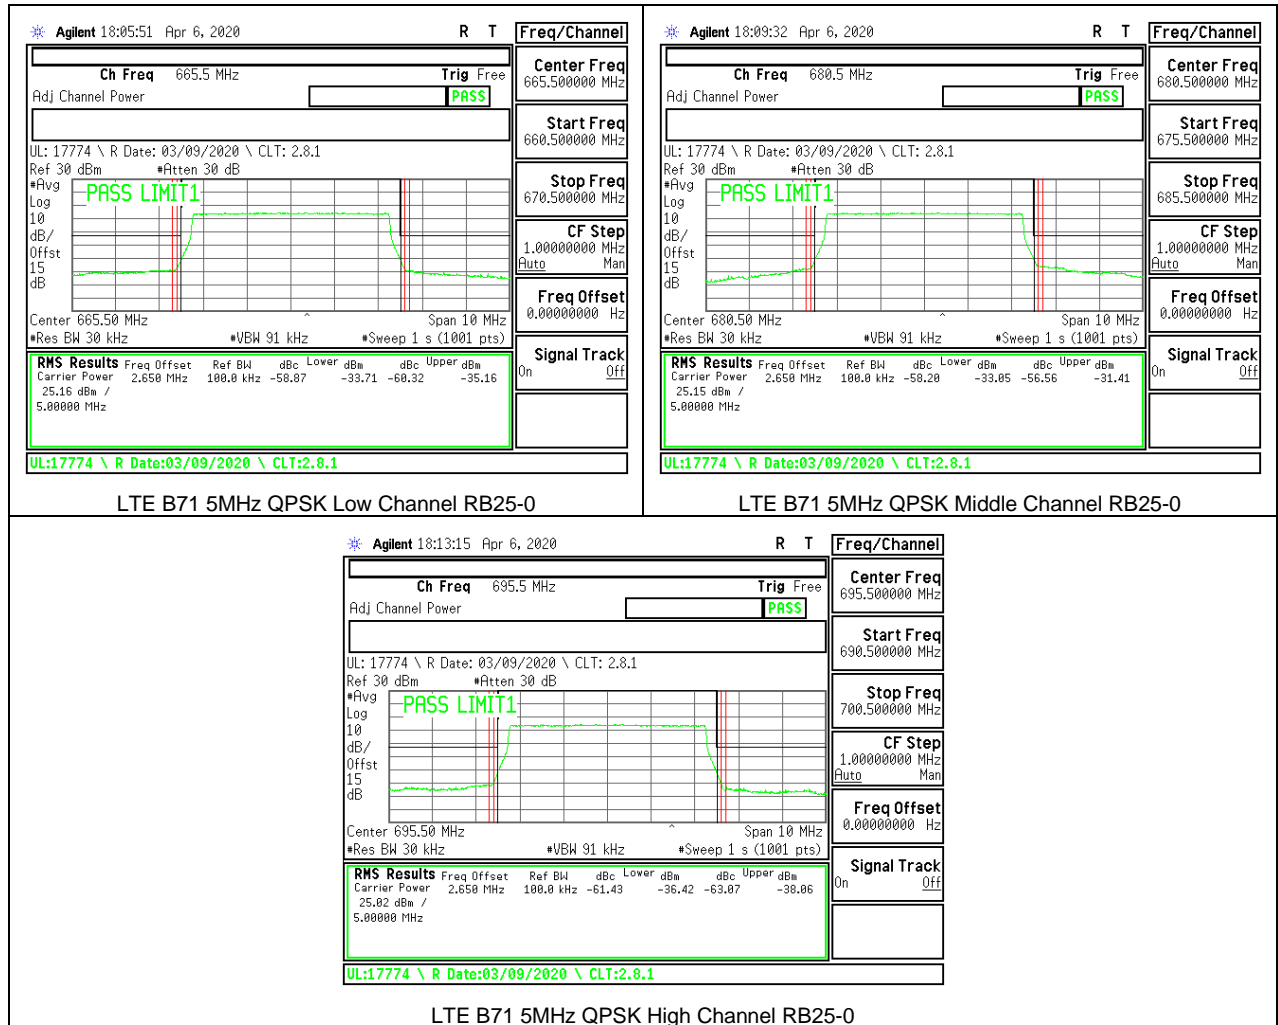 Agilent 18:05:51 Apr 6, 2020 R T
Freq/Channel
Ch Freq 665.5 MHz Trig Free
Adj Channel Power PASS
UL: 17774 \ R Date: 03/09/2020 \ CLT: 2.8.1
Ref 30 dBm #Atten 30 dB
#Avg
Log
10
dB/
Offst
15
dB
PASS LIMIT1
Center 665.50 MHz Span 10 MHz
#Res BW 30 kHz #VBW 91 kHz #Sweep 1 s (1001 pts)
RMS Results Freq Offset Ref BW dBc Lower dBm dBc Upper dBm
Carrier Power 2.650 MHz 100.0 kHz -58.87 -33.71 -60.32 -35.16
25.16 dBm /
5.00000 MHz
UL:17774 \ R Date:03/09/2020 \ CLT:2.8.1
Center Freq
665.500000 MHz
Start Freq
660.500000 MHz
Stop Freq
670.500000 MHz
CF Step
1.00000000 MHz
Auto Man
Freq Offset
0.00000000 Hz
Signal Track
On Off
LTE B71 5MHz QPSK Low Channel RB25-0
Agilent 18:09:32 Apr 6, 2020 R T
Freq/Channel
Ch Freq 680.5 MHz Trig Free
Adj Channel Power PASS
UL: 17774 \ R Date: 03/09/2020 \ CLT: 2.8.1
Ref 30 dBm #Atten 30 dB
#Avg
Log
10
dB/
Offst
15
dB
PASS LIMIT1
Center 680.50 MHz Span 10 MHz
#Res BW 30 kHz #VBW 91 kHz #Sweep 1 s (1001 pts)
RMS Results Freq Offset Ref BW dBc Lower dBm dBc Upper dBm
Carrier Power 2.650 MHz 100.0 kHz -58.20 -33.05 -56.56 -31.41
25.15 dBm /
5.00000 MHz
UL:17774 \ R Date:03/09/2020 \ CLT:2.8.1
Center Freq
680.500000 MHz
Start Freq
675.500000 MHz
Stop Freq
685.500000 MHz
CF Step
1.00000000 MHz
Auto Man
Freq Offset
0.00000000 Hz
Signal Track
On Off
LTE B71 5MHz QPSK Middle Channel RB25-0
Agilent 18:13:15 Apr 6, 2020 R T
Freq/Channel
Ch Freq 695.5 MHz Trig Free
Adj Channel Power PASS
UL: 17774 \ R Date: 03/09/2020 \ CLT: 2.8.1
Ref 30 dBm #Atten 30 dB
#Avg
Log
10
dB/
Offst
15
dB
PASS LIMIT1
Center 695.50 MHz Span 10 MHz
#Res BW 30 kHz #VBW 91 kHz #Sweep 1 s (1001 pts)
RMS Results Freq Offset Ref BW dBc Lower dBm dBc Upper dBm
Carrier Power 2.650 MHz 100.0 kHz -61.43 -36.42 -63.07 -38.06
25.02 dBm /
5.00000 MHz
UL:17774 \ R Date:03/09/2020 \ CLT:2.8.1
Center Freq
695.500000 MHz
Start Freq
690.500000 MHz
Stop Freq
700.500000 MHz
CF Step
1.00000000 MHz
Auto Man
Freq Offset
0.00000000 Hz
Signal Track
On Off
LTE B71 5MHz QPSK High Channel RB25-0